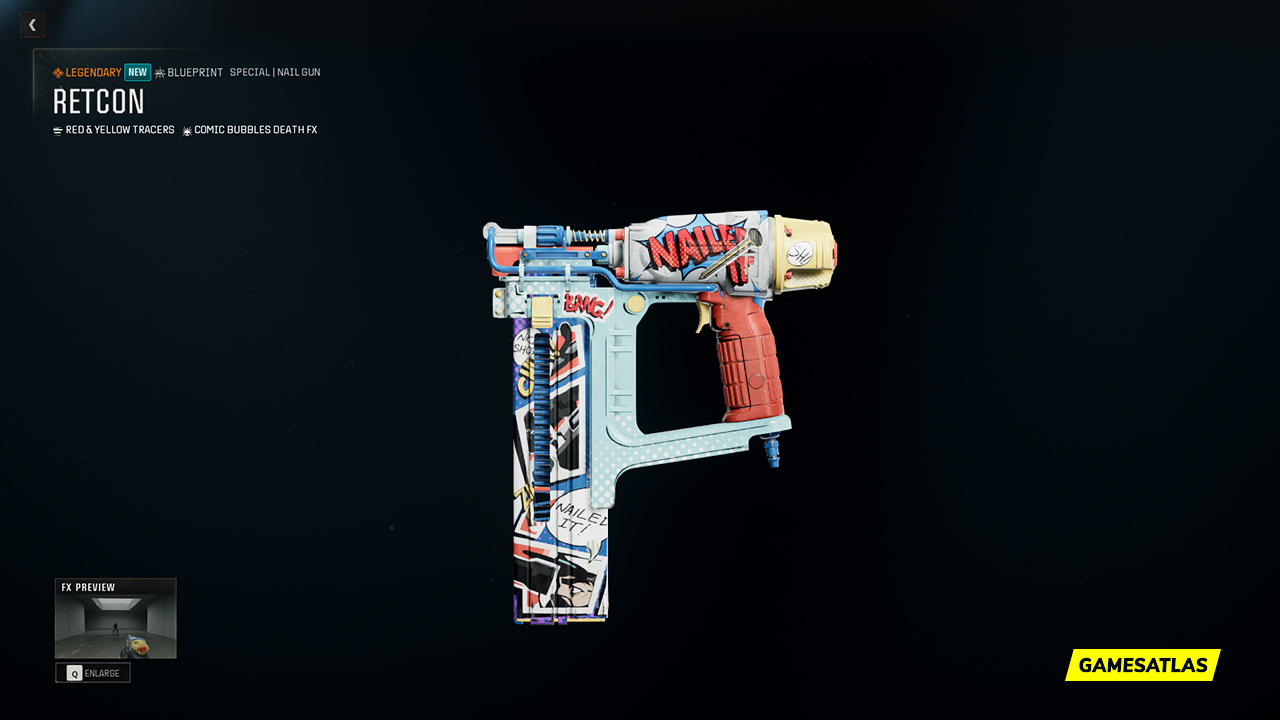 LEGENDARY NEW BLUEPRINT SPECIAL | NAIL GUN
RETCON
RED & YELLOW TRACERS COMIC BUBBLES DEATH FX
NAILED
IT
BANG!
NAILED
IT!
FX PREVIEW
Q ENLARGE
GAMESATLAS